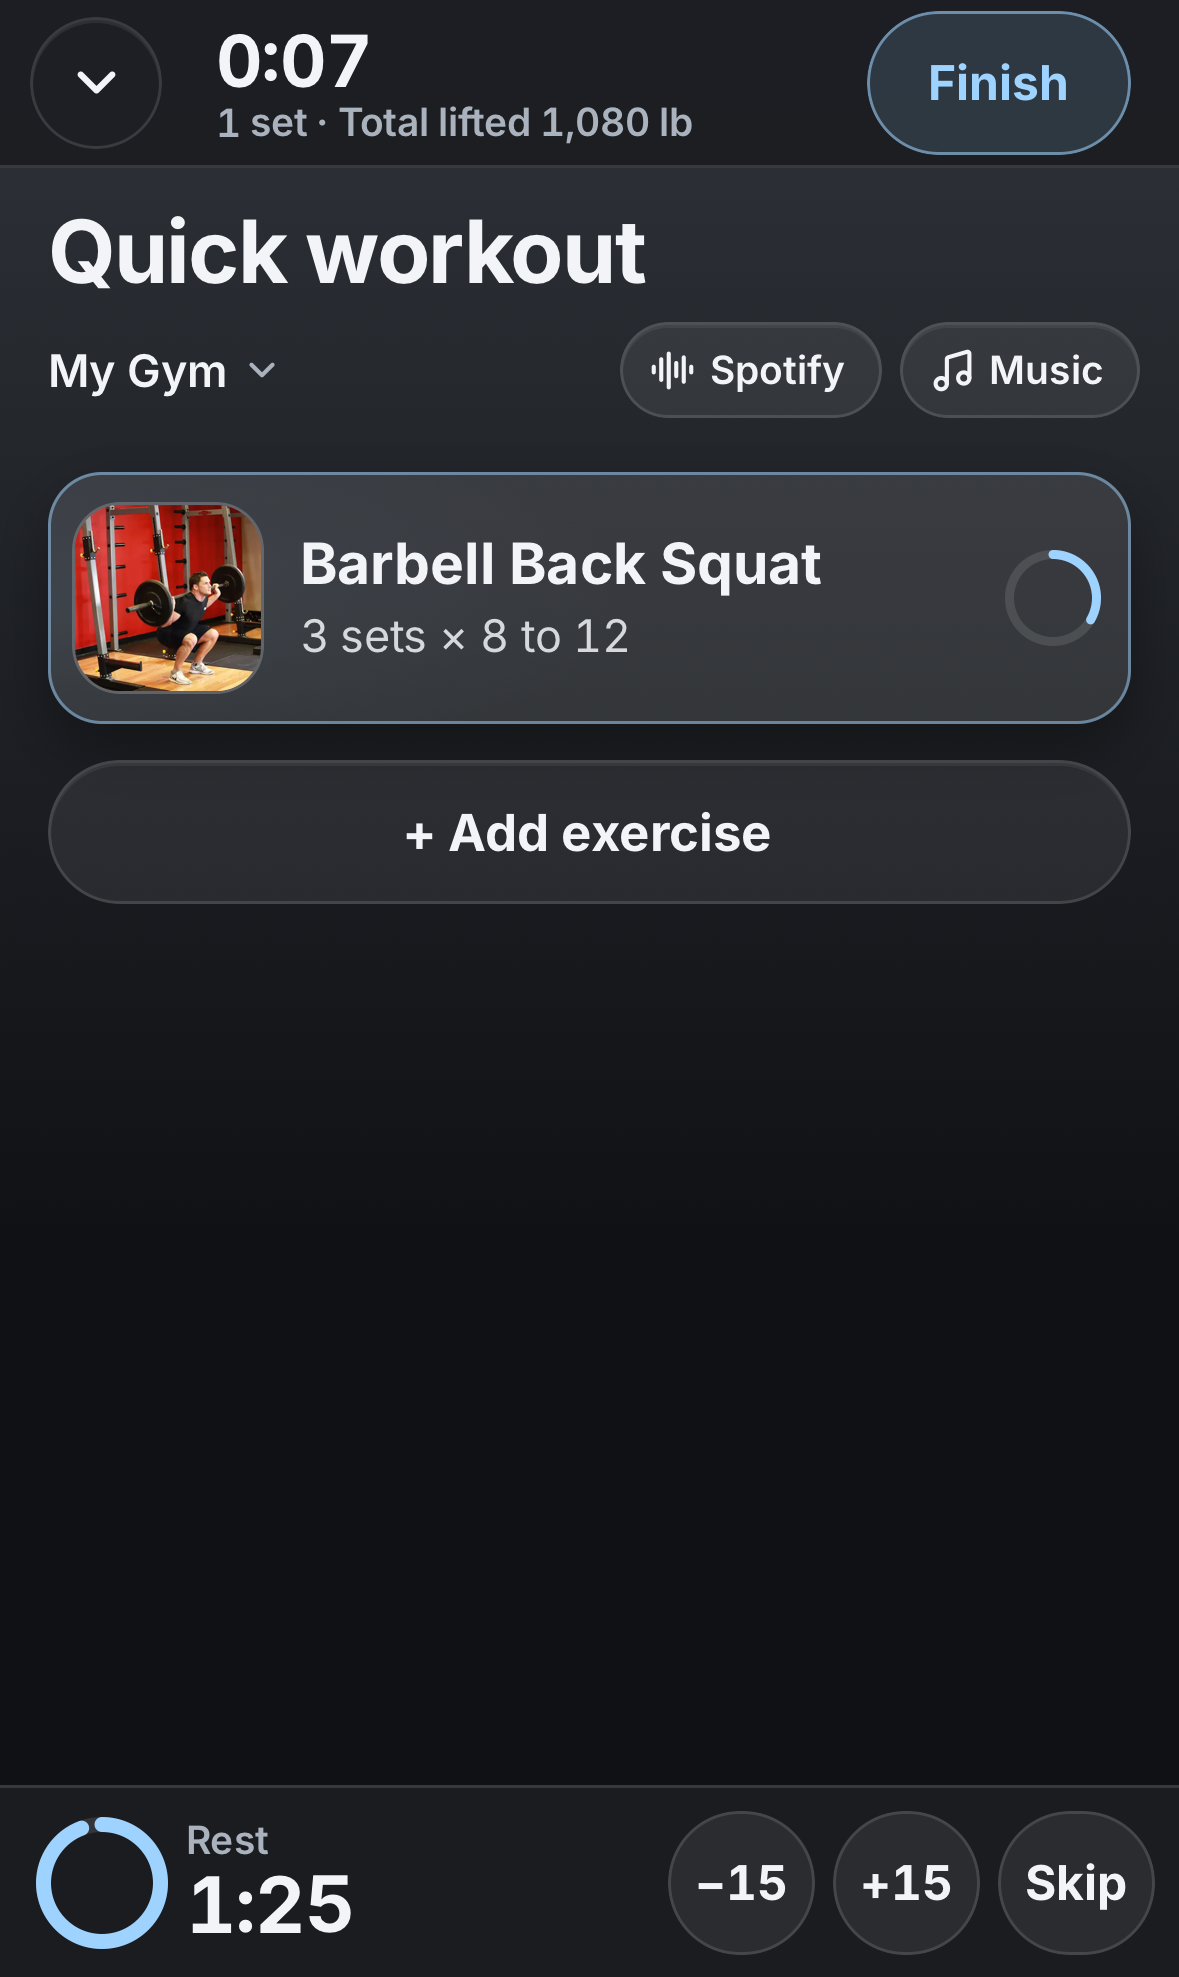 0:07
1 set · Total lifted 1,080 lb
Finish
Quick workout
My Gym
Spotify
Music
Barbell Back Squat
3 sets × 8 to 12
+ Add exercise
Rest
1:25
−15
+15
Skip